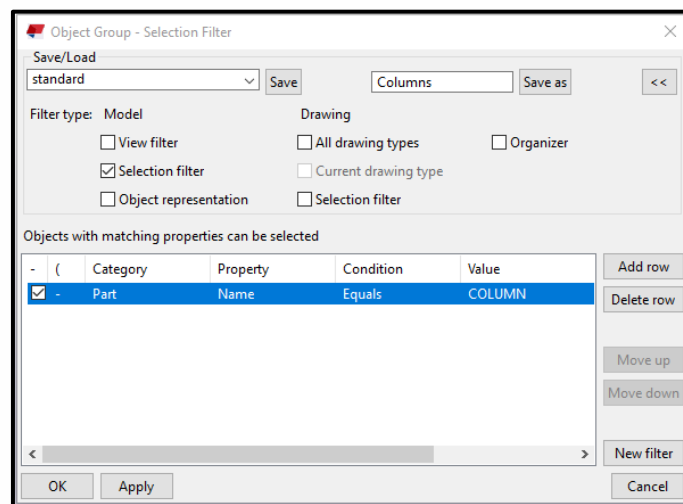 Object Group - Selection Filter
Save/Load
standard Save Columns Save as <<
Filter type: Model Drawing
View filter All drawing types Organizer
Selection filter Current drawing type
Object representation Selection filter
Objects with matching properties can be selected
- ( Category Property Condition Value Add row
- Part Name Equals COLUMN
Delete row
Move up
Move down
New filter
OK Apply Cancel